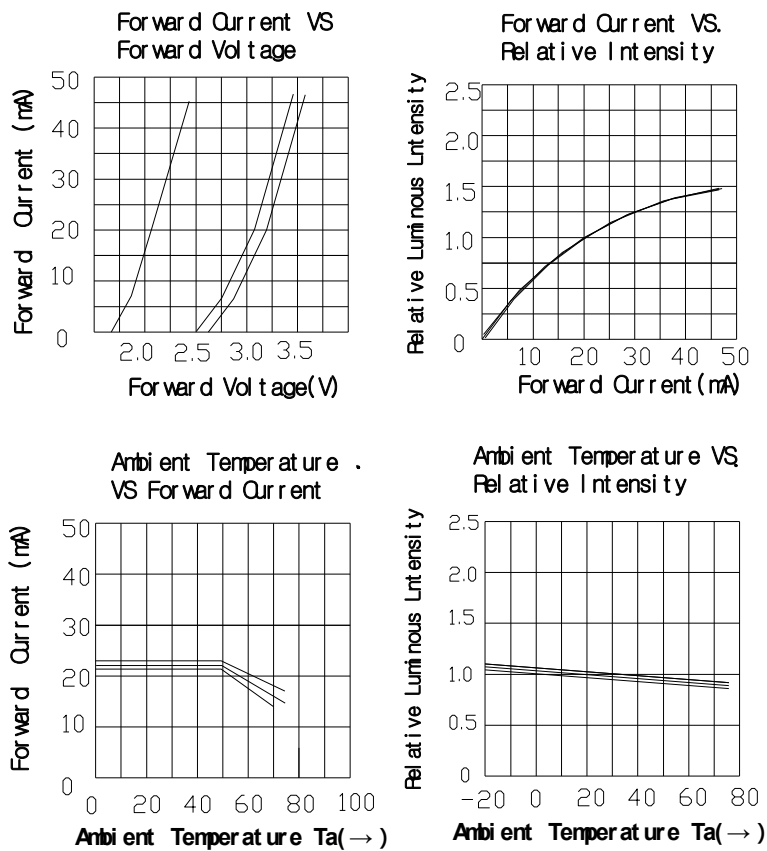 Forward Current VS
Forward Voltage
50
40
30
20
10
0
Forward Current (mA)
2.0 2.5 3.0 3.5
Forward Voltage(V)
Forward Current VS.
Relative Intensity
2.5
2.0
1.5
1.0
0.5
0
Relative Luminous Lntensity
10 20 30 40 50
Forward Current(mA)
Ambient Temperature .
VS Forward Current
50
40
30
20
10
0
Forward Current (mA)
0 20 40 60 80 100
Ambient Temperature Ta(→)
Ambient Temperature VS.
Relative Intensity
2.5
2.0
1.5
1.0
0.5
0
Relative Luminous Lntensity
-20 0 20 40 60 80
Ambient Temperature Ta(→)